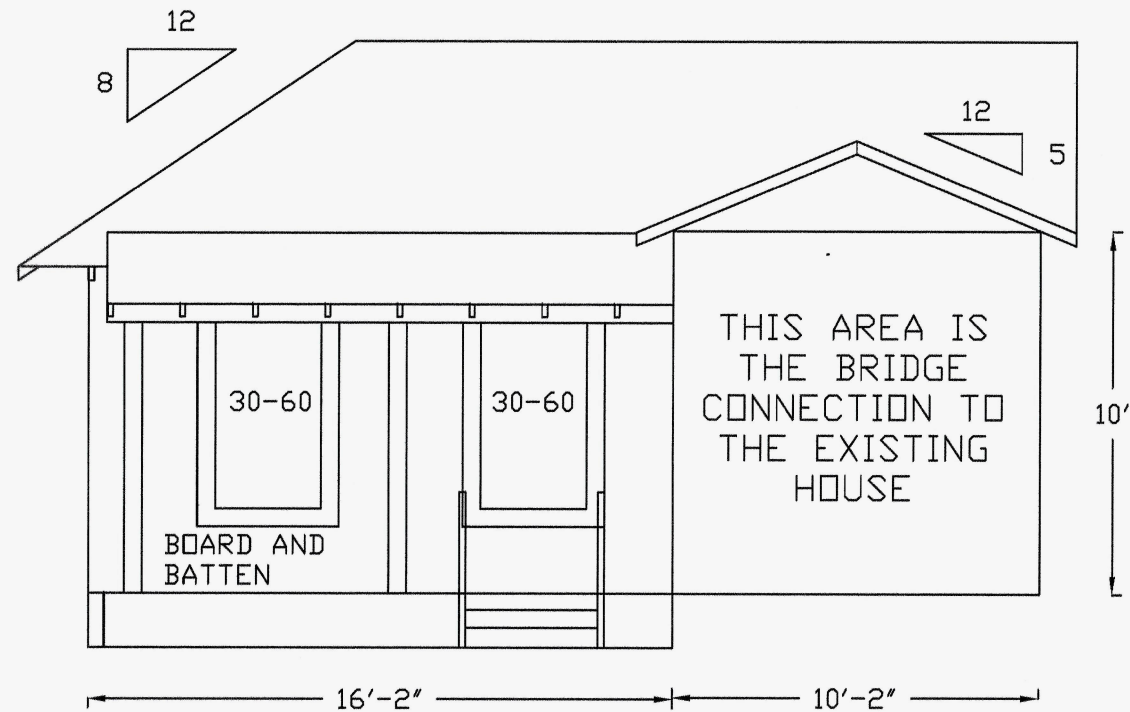 12
8
12
5
THIS AREA IS
THE BRIDGE
CONNECTION TO
THE EXISTING
HOUSE
10'
30-60
30-60
BOARD AND
BATTEN
16'-2"
10'-2"